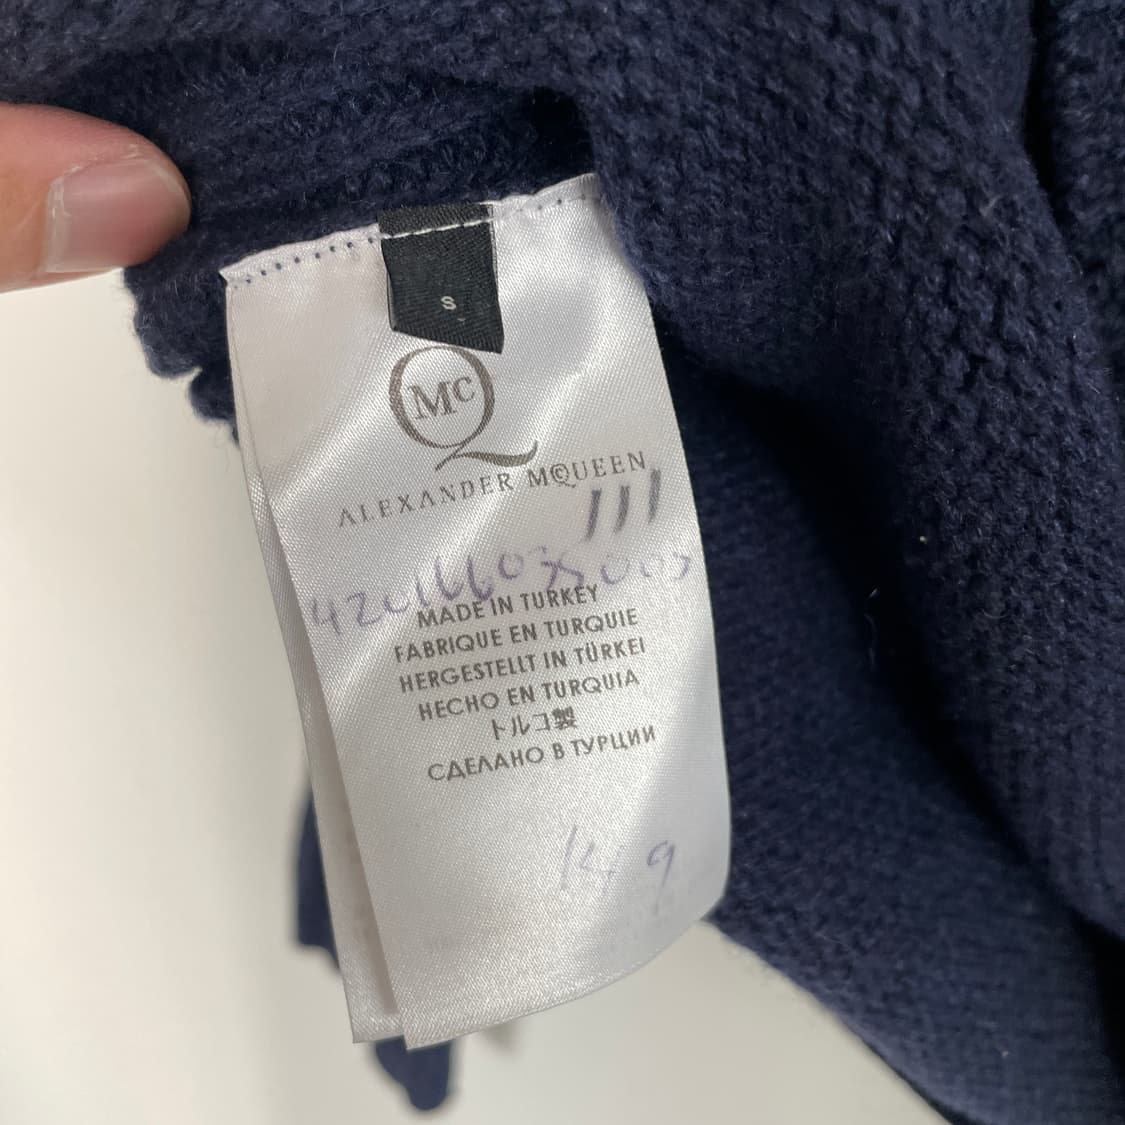 S
McQ
ALEXANDER MCQUEEN
111
MADE IN TURKEY
FABRIQUE EN TURQUIE
HERGESTELLT IN TÜRKEI
HECHO EN TURQUIA
トルコ製
СДЕЛАНО В ТУРЦИИ
149